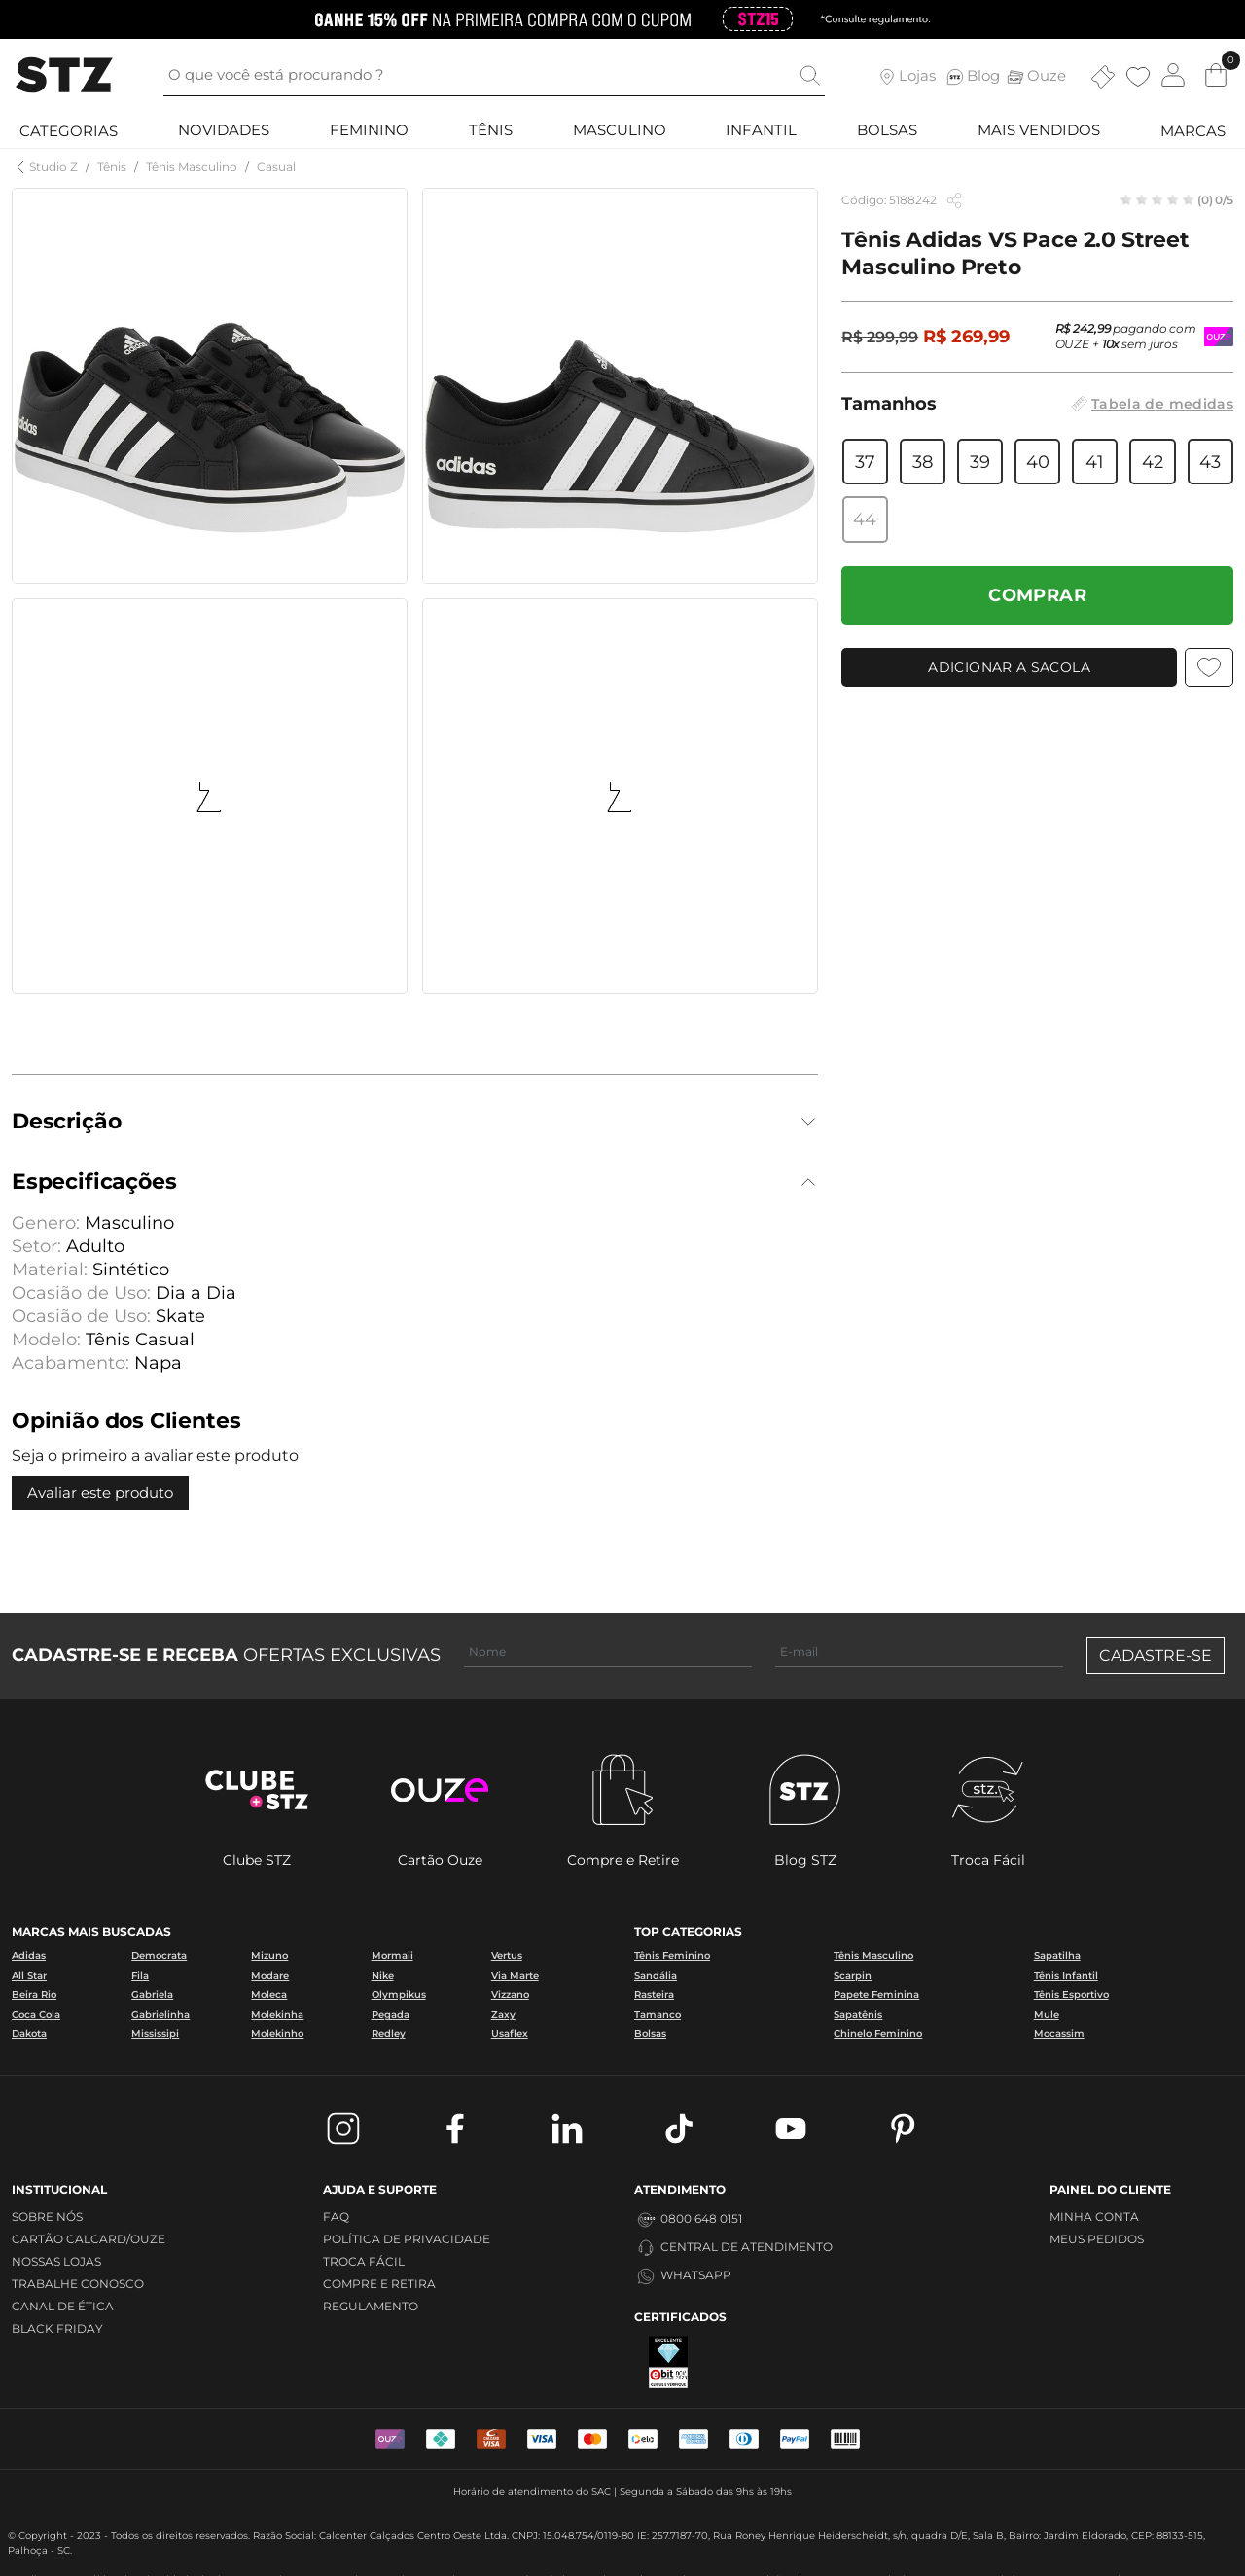 GANHE 15% OFF NA PRIMEIRA COMPRA COM O CUPOM STZ15 *Consulte regulamento.
STZ
O que você está procurando ?
Lojas STZ Blog Ouze
0
CATEGORIAS NOVIDADES FEMININO TÊNIS MASCULINO INFANTIL BOLSAS MAIS VENDIDOS MARCAS
Studio Z / Tênis / Tênis Masculino / Casual
Código: 5188242 (0) 0/5
Tênis Adidas VS Pace 2.0 Street
Masculino Preto
R$ 299,99 R$ 269,99
R$ 242,99 pagando com
OUZE + 10x sem juros
OUZ
Tamanhos Tabela de medidas
37 38 39 40 41 42 43
44
COMPRAR
ADICIONAR A SACOLA
adidas adidas
adidas adidas
Descrição
Especificações
Genero: Masculino
Setor: Adulto
Material: Sintético
Ocasião de Uso: Dia a Dia
Ocasião de Uso: Skate
Modelo: Tênis Casual
Acabamento: Napa
Opinião dos Clientes
Seja o primeiro a avaliar este produto
Avaliar este produto
CADASTRE-SE E RECEBA OFERTAS EXCLUSIVAS Nome E-mail CADASTRE-SE
CLUBE + STZ ouze STZ stz.
Clube STZ Cartão Ouze Compre e Retire Blog STZ Troca Fácil
MARCAS MAIS BUSCADAS TOP CATEGORIAS
Adidas Democrata Mizuno Mormaii Vertus Tênis Feminino Tênis Masculino Sapatilha
All Star Fila Modare Nike Via Marte Sandália Scarpin Tênis Infantil
Beira Rio Gabriela Moleca Olympikus Vizzano Rasteira Papete Feminina Tênis Esportivo
Coca Cola Gabrielinha Molekinha Pegada Zaxy Tamanco Sapatênis Mule
Dakota Mississipi Molekinho Redley Usaflex Bolsas Chinelo Feminino Mocassim
INSTITUCIONAL
SOBRE NÓS
CARTÃO CALCARD/OUZE
NOSSAS LOJAS
TRABALHE CONOSCO
CANAL DE ÉTICA
BLACK FRIDAY
AJUDA E SUPORTE
FAQ
POLÍTICA DE PRIVACIDADE
TROCA FÁCIL
COMPRE E RETIRA
REGULAMENTO
ATENDIMENTO
0800 648 0151
CENTRAL DE ATENDIMENTO
WHATSAPP
CERTIFICADOS
EXCELENTE
ebit
PAINEL DO CLIENTE
MINHA CONTA
MEUS PEDIDOS
OUZ VISA VISA elo PayPal
Horário de atendimento do SAC | Segunda a Sábado das 9hs às 19hs
© Copyright - 2023 - Todos os direitos reservados. Razão Social: Calcenter Calçados Centro Oeste Ltda. CNPJ: 15.048.754/0119-80 IE: 257.7187-70, Rua Roney Henrique Heiderscheidt, s/n, quadra D/E, Sala B, Bairro: Jardim Eldorado, CEP: 88133-515,
Palhoça - SC.